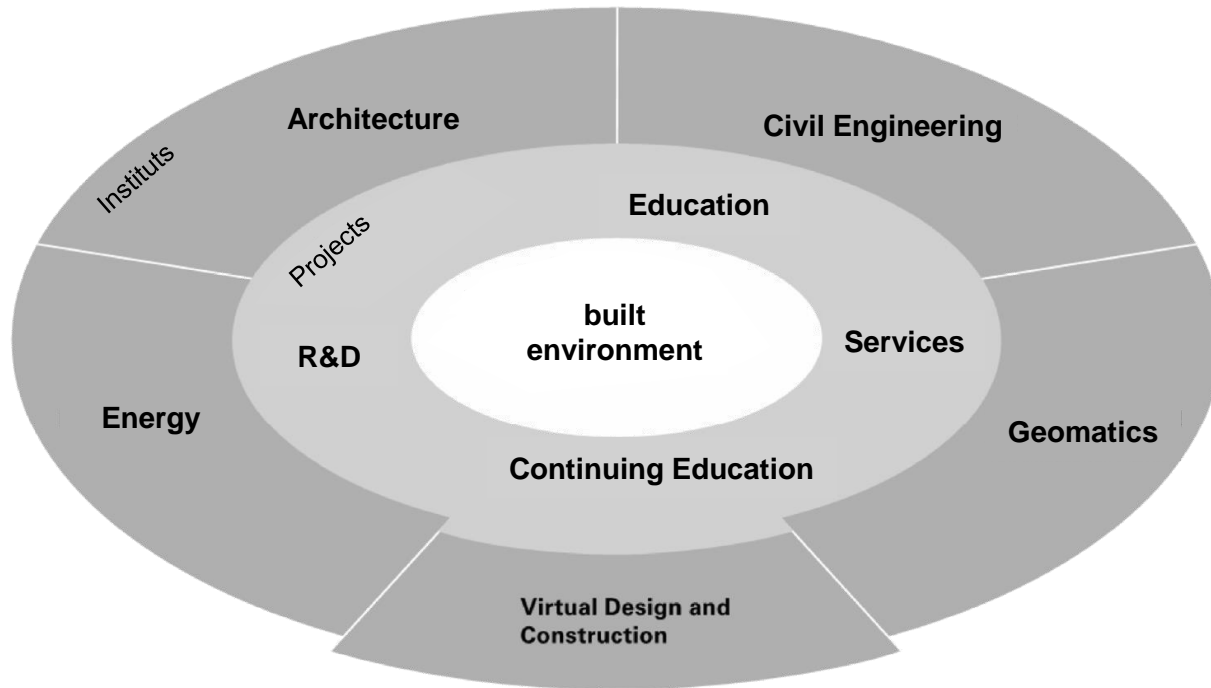 Architecture
Civil Engineering
Instituts
Education
Projects
built
environment
R&D
Services
Energy
Geomatics
Continuing Education
Virtual Design and
Construction